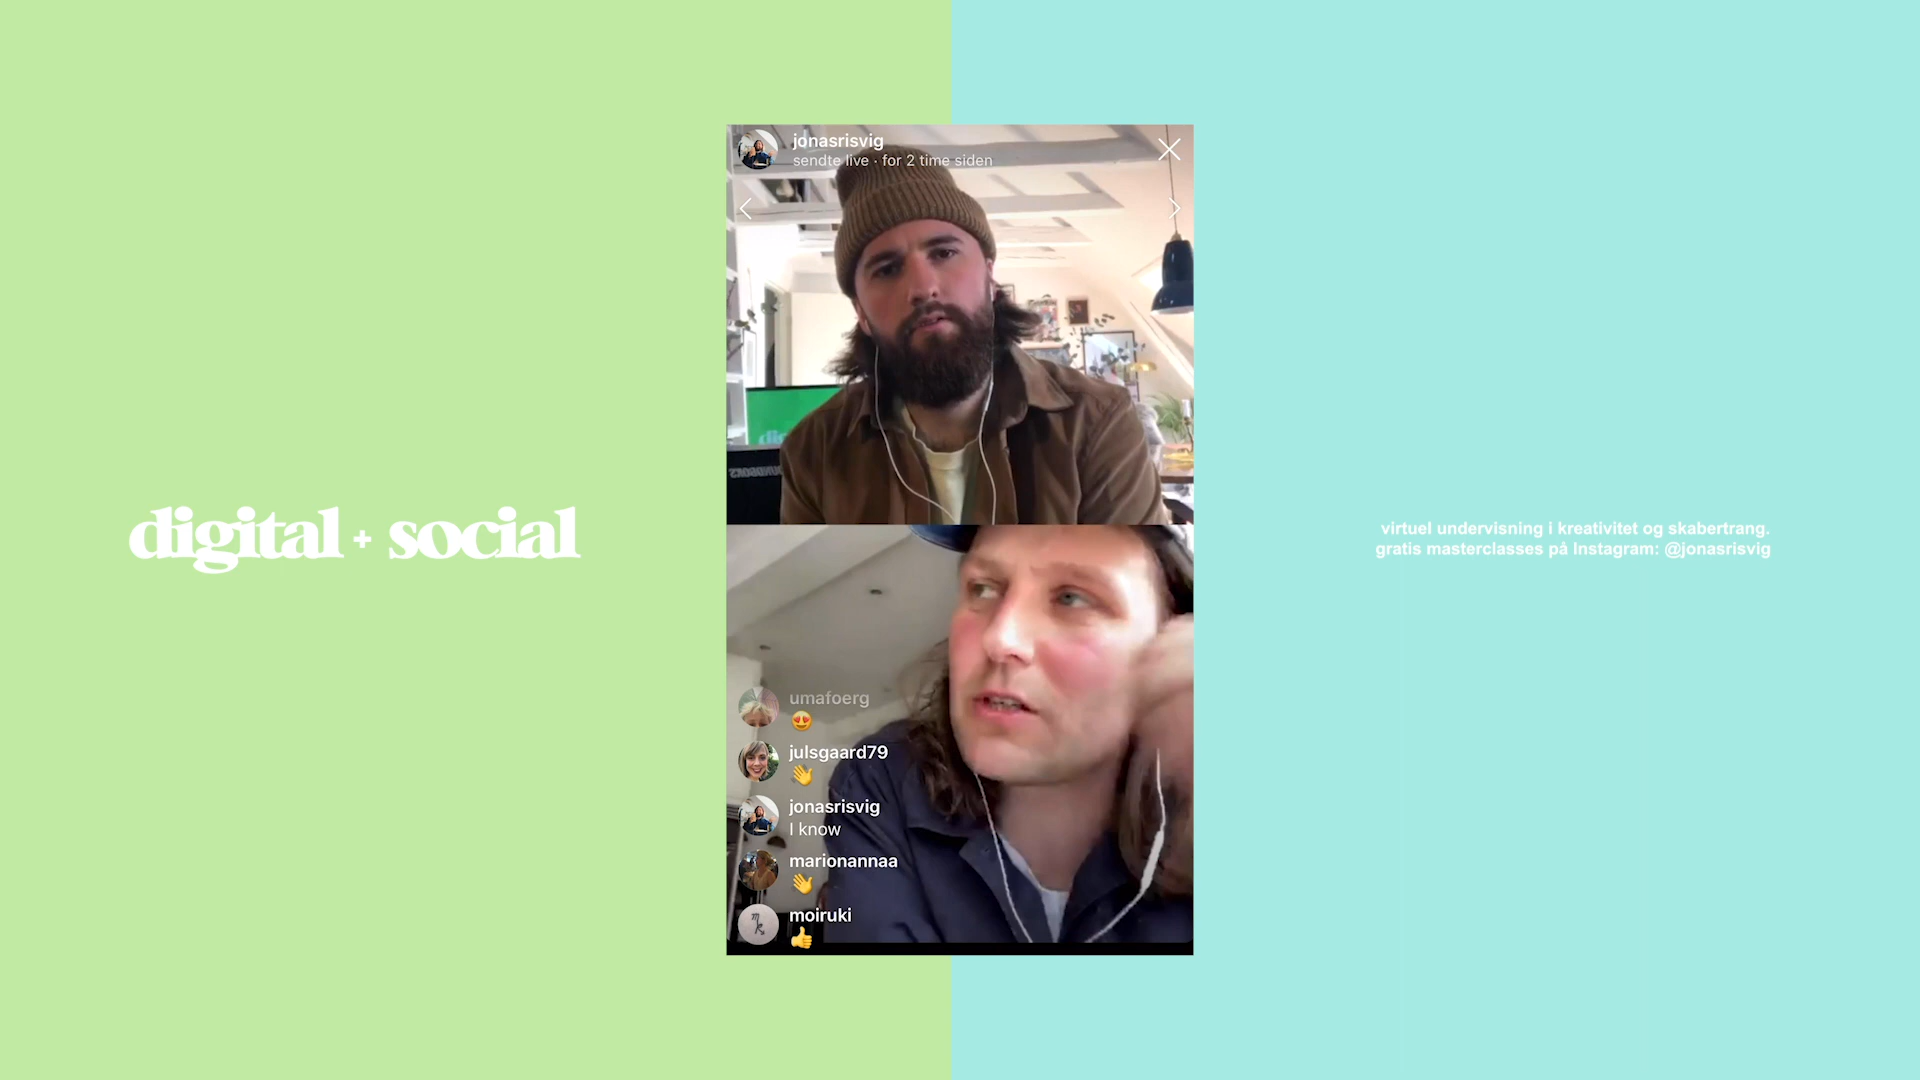 jonasrisvig
sendte live · for 2 time siden
digital + social
virtuel undervisning i kreativitet og skabertrang.
gratis masterclasses på Instagram: @jonasrisvig
umafoerg
😍
julsgaard79
👋
jonasrisvig
I know
marionannaa
👋
moiruki
👍